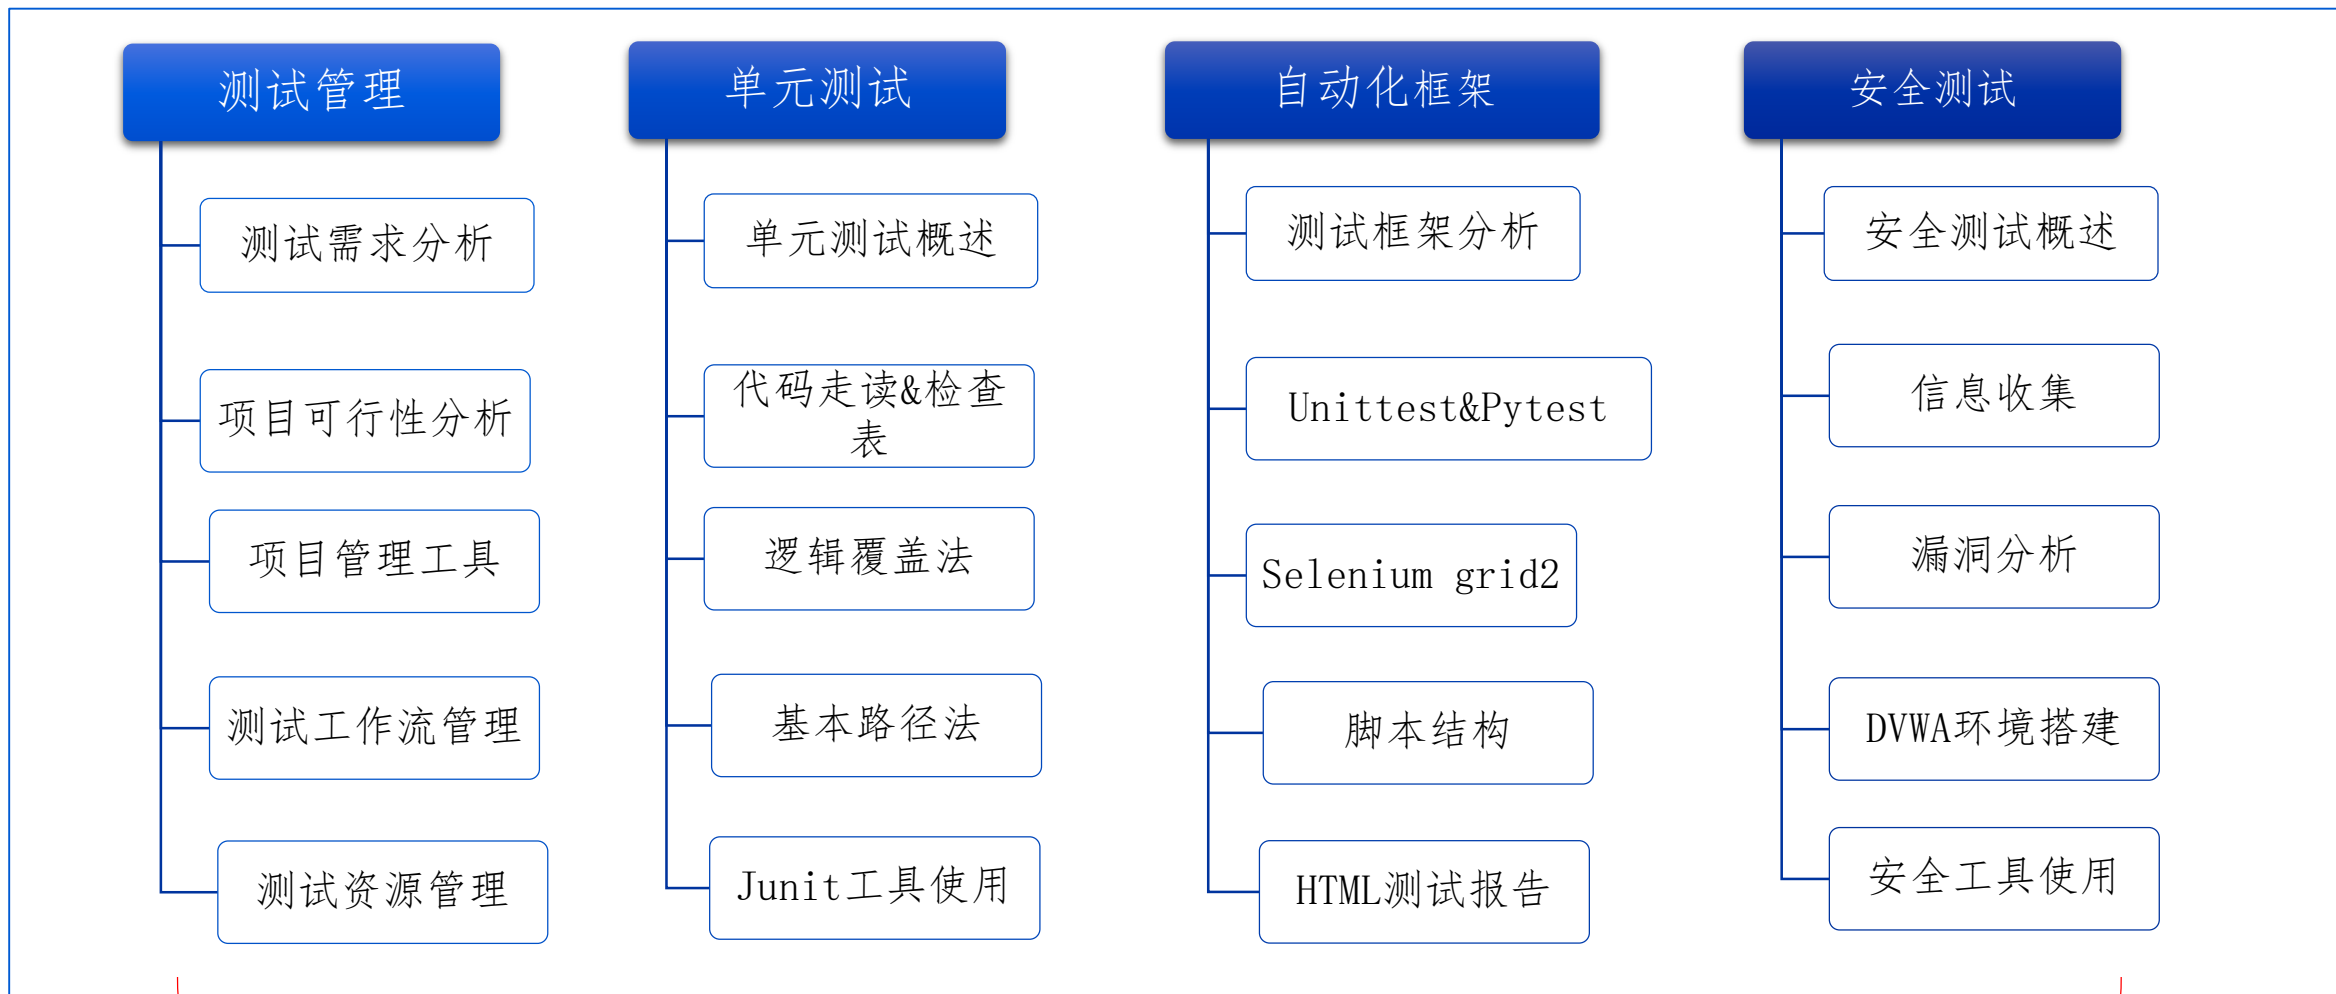 测试管理
测试需求分析
项目可行性分析
项目管理工具
测试工作流管理
测试资源管理
单元测试
单元测试概述
代码走读&检查
表
逻辑覆盖法
基本路径法
Junit工具使用
自动化框架
测试框架分析
Unittest&Pytest
Selenium grid2
脚本结构
HTML测试报告
安全测试
安全测试概述
信息收集
漏洞分析
DVWA环境搭建
安全工具使用